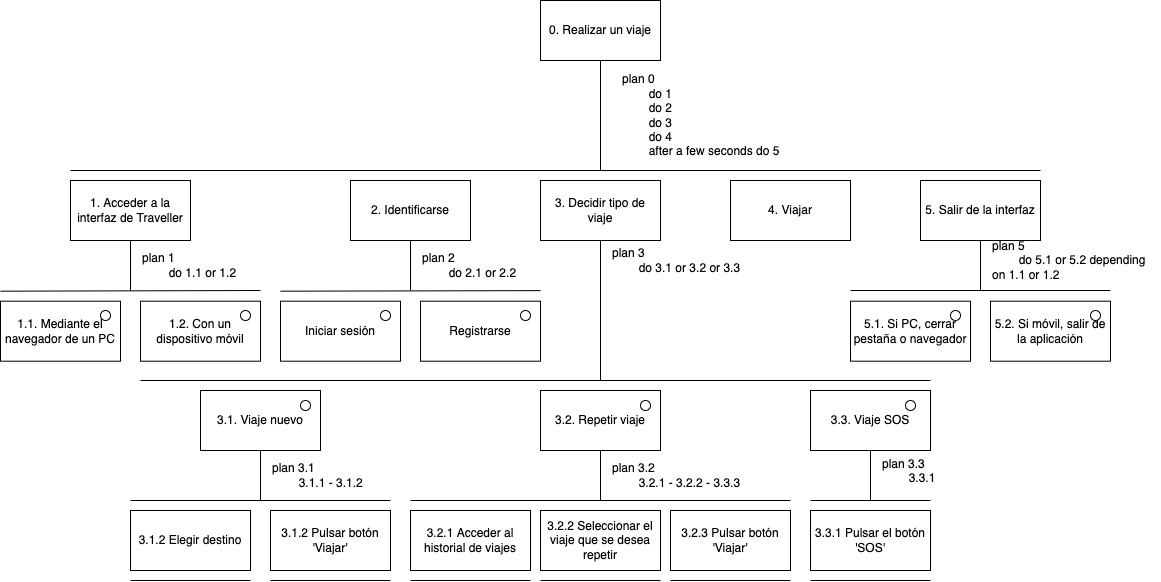 0. Realizar un viaje
plan 0
do 1
do 2
do 3
do 4
after a few seconds do 5
1. Acceder a la
interfaz de Traveller
2. Identificarse
3. Decidir tipo de
viaje
4. Viajar
5. Salir de la interfaz
plan 1
do 1.1 or 1.2
plan 2
do 2.1 or 2.2
plan 3
do 3.1 or 3.2 or 3.3
plan 5
do 5.1 or 5.2 depending
on 1.1 or 1.2
1.1. Mediante el
navegador de un PC
1.2. Con un
dispositivo móvil
Iniciar sesión
Registrarse
5.1. Si PC, cerrar
pestaña o navegador
5.2. Si móvil, salir de
la aplicación
3.1. Viaje nuevo
3.2. Repetir viaje
3.3. Viaje SOS
plan 3.1
3.1.1 - 3.1.2
plan 3.2
3.2.1 - 3.2.2 - 3.3.3
plan 3.3
3.3.1
3.1.2 Elegir destino
3.1.2 Pulsar botón
'Viajar'
3.2.1 Acceder al
historial de viajes
3.2.2 Seleccionar el
viaje que se desea
repetir
3.2.3 Pulsar botón
'Viajar'
3.3.1 Pulsar el botón
'SOS'